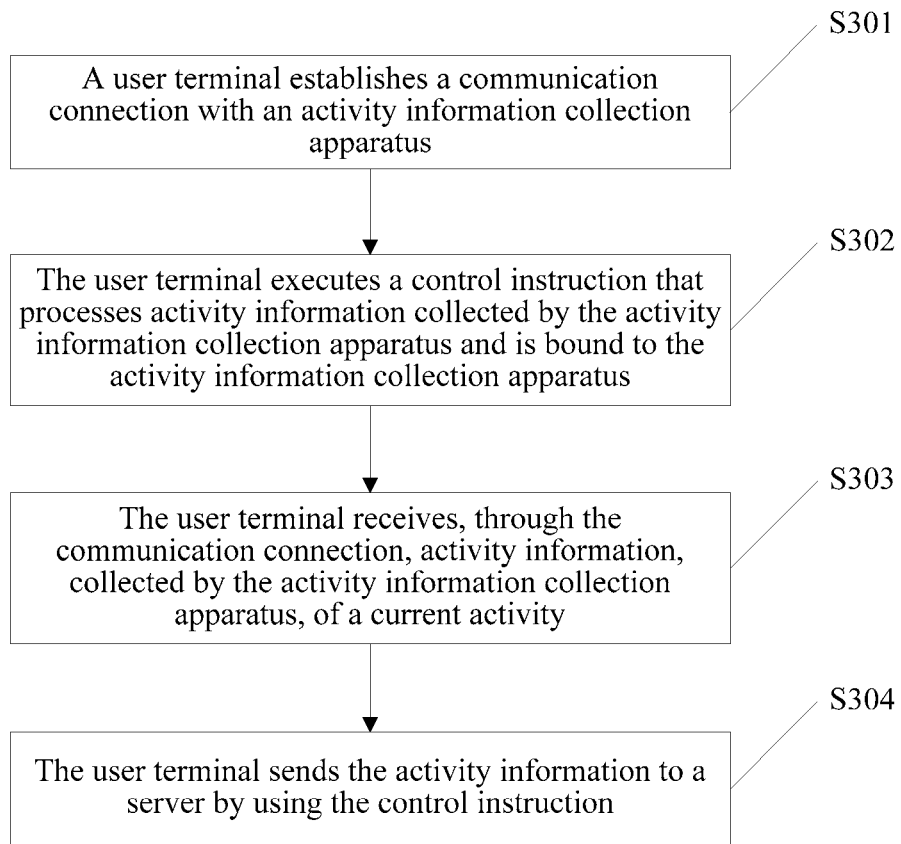 S301
A user terminal establishes a communication
connection with an activity information collection
apparatus
S302
The user terminal executes a control instruction that
processes activity information collected by the activity
information collection apparatus and is bound to the
activity information collection apparatus
S303
The user terminal receives, through the
communication connection, activity information,
collected by the activity information collection
apparatus, of a current activity
S304
The user terminal sends the activity information to a
server by using the control instruction